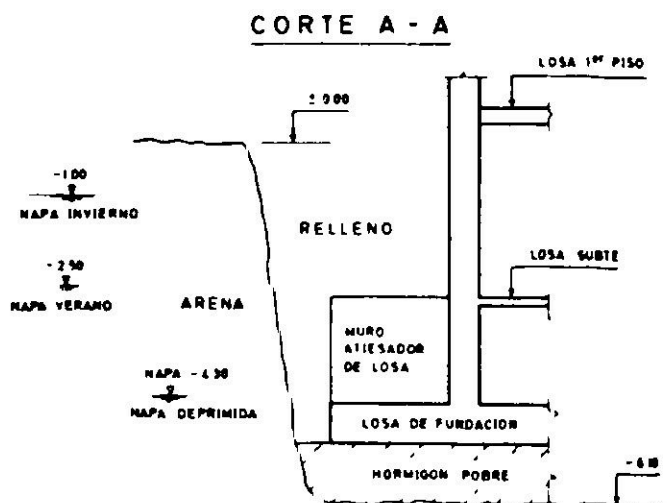 CORTE A - A
LOSA 1er PISO
± 0.00
-1.00
NAPA INVIERNO
RELLENO
-2.50
NAPA VERANO
ARENA
LOSA SUBTE
MURO
ATIESADOR
DE LOSA
NAPA -4.30
NAPA DEPRIMIDA
LOSA DE FUNDACION
HORMIGON POBRE